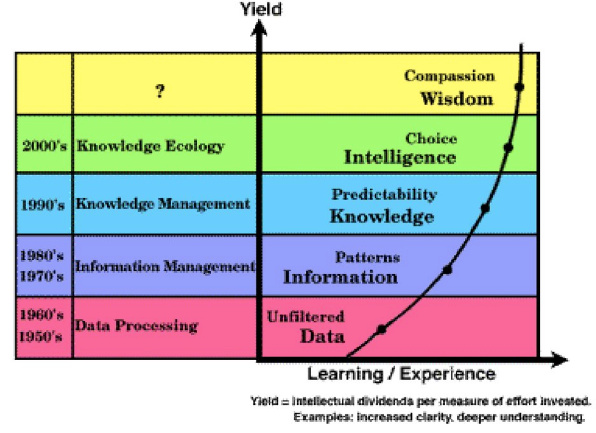 Yield
?
Compassion
Wisdom
2000's
Knowledge Ecology
Choice
Intelligence
1990's
Knowledge Management
Predictability
Knowledge
1980's
1970's
Information Management
Patterns
Information
1960's
1950's
Data Processing
Unfiltered
Data
Learning / Experience
Yield = intellectual dividends per measure of effort invested.
Examples: increased clarity, deeper understanding.